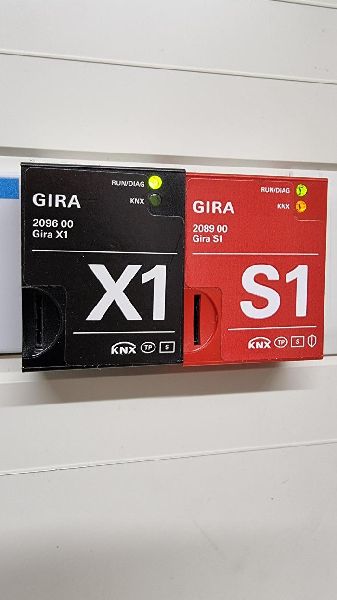 RUN/DIAG
KNX
GIRA
2096 00
Gira X1
X1
KNX TP S
RUN/DIAG
KNX
GIRA
2089 00
Gira S1
S1
KNX TP S